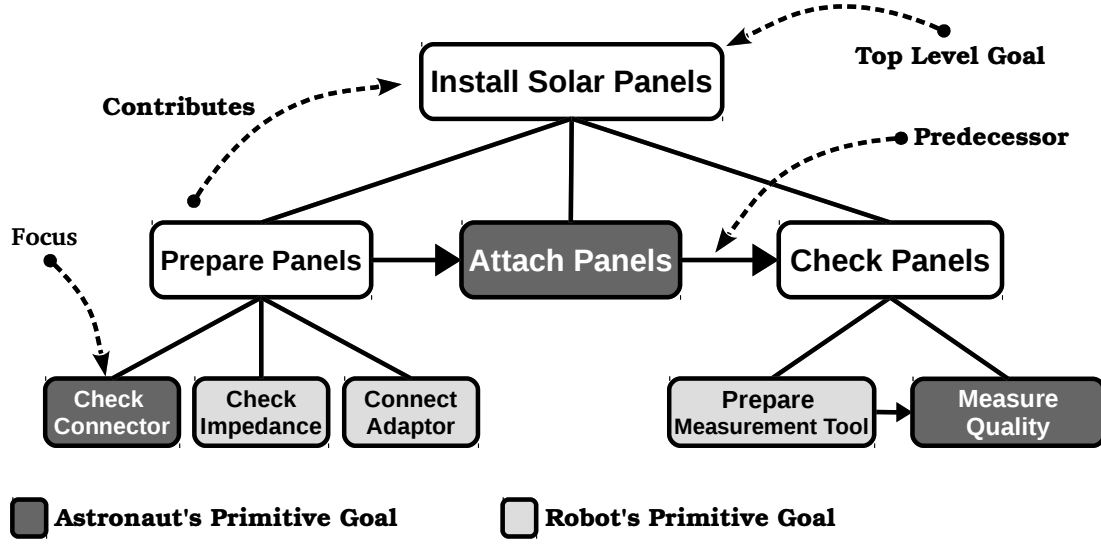 Top Level Goal
Install Solar Panels
Contributes
Predecessor
Focus
Prepare Panels
Attach Panels
Check Panels
Check
Connector
Check
Impedance
Connect
Adaptor
Prepare
Measurement Tool
Measure
Quality
Astronaut's Primitive Goal
Robot's Primitive Goal